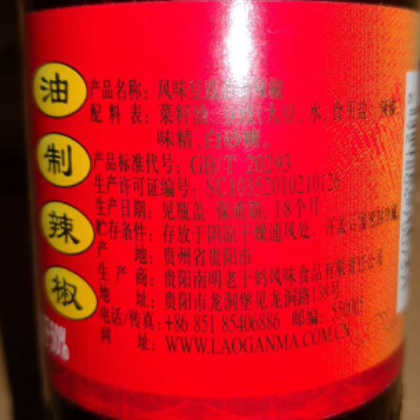 油制辣椒
产品名称: 风味豆豉油制辣椒
配 料 表: 菜籽油、豆豉(大豆、水、食用盐)、辣椒、
味精、白砂糖。
产品标准代号: GB/T 20293
生产许可证编号: SC10352010210126
生产日期: 见瓶盖 保质期: 18个月
贮存条件: 存放于阴凉干燥通风处, 开盖后需密封冷藏。
产 地: 贵州省贵阳市
生 产 商: 贵阳南明老干妈风味食品有限责任公司
地 址: 贵阳市龙洞堡见龙洞路138号
电话/传真: +86 851 85406886 邮编: 550005
网 址: WWW.LAOGANMA.COM.CN